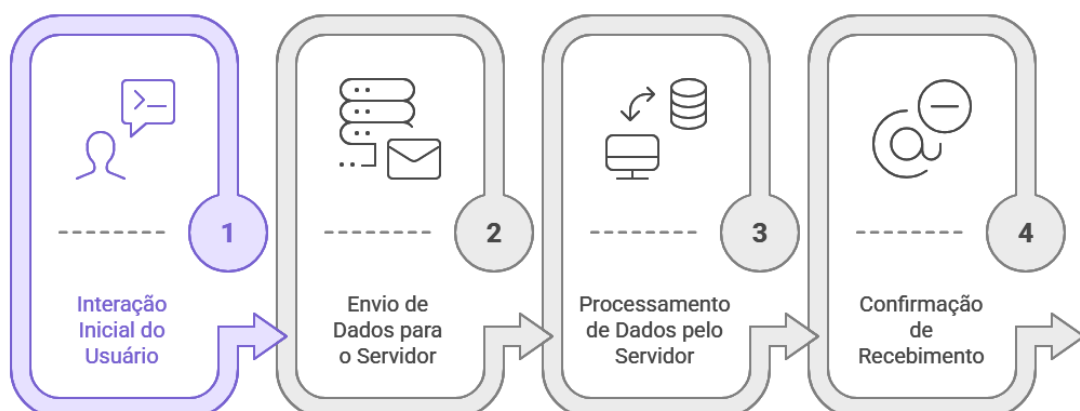 1
Interação
Inicial do
Usuário
2
Envio de
Dados para
o Servidor
3
Processamento
de Dados pelo
Servidor
4
Confirmação
de
Recebimento